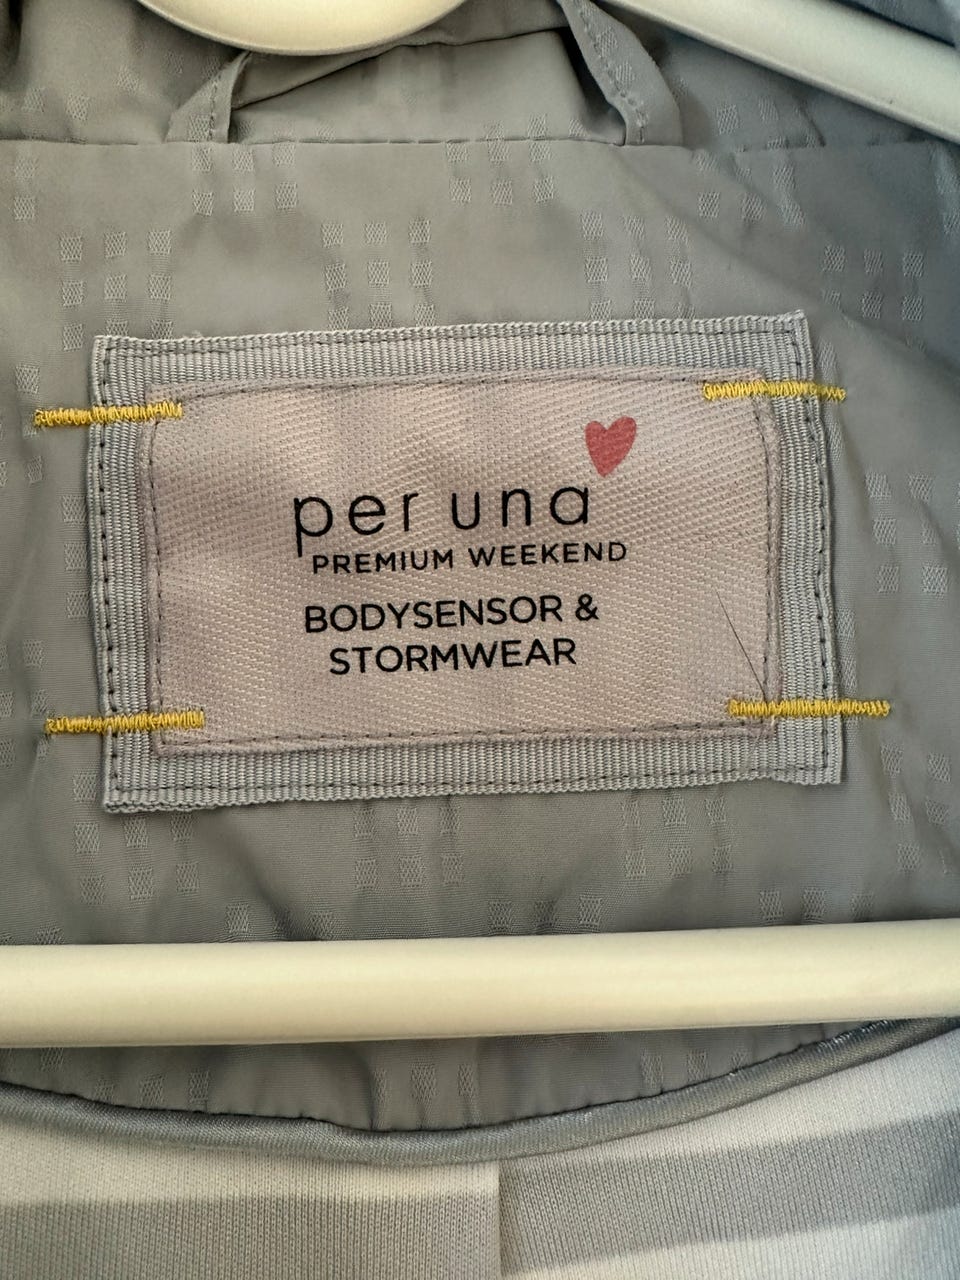 per una
PREMIUM WEEKEND
BODYSENSOR &
STORMWEAR